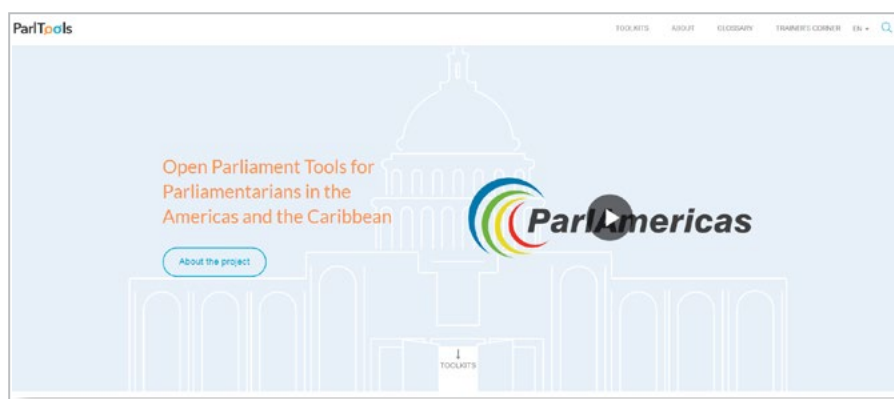 ParlTools
TOOLKITS ABOUT GLOSSARY TRAINER'S CORNER EN
Open Parliament Tools for
Parliamentarians in the
Americas and the Caribbean
ParlAmericas
About the project
TOOLKITS